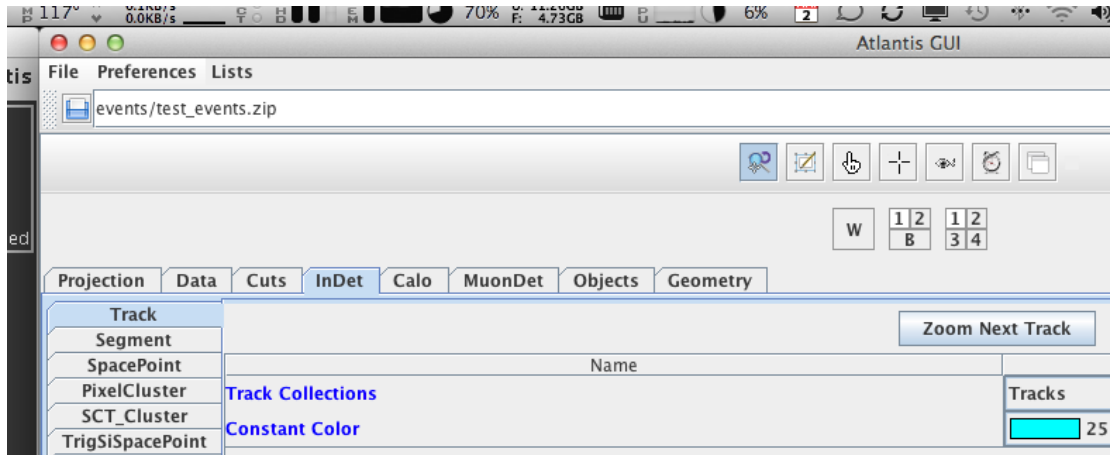 117° 0.0KB/s 70% F: 4.73GB 6% 2
Atlantis GUI
tis
File Preferences Lists
events/test_events.zip
ed
W 1 2 B 1 2 3 4
Projection Data Cuts InDet Calo MuonDet Objects Geometry
Track
Zoom Next Track
Segment
SpacePoint
Name
PixelCluster
Track Collections
Tracks
SCT_Cluster
Constant Color
25
TrigSiSpacePoint